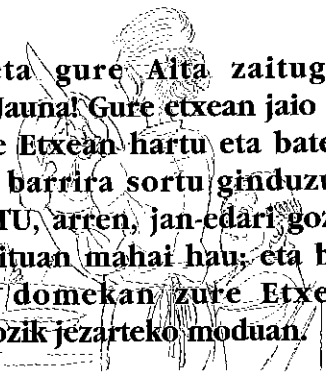 eta gure Aita zaitug
Jauna! Gure etxean jaio
e Etxean hartu eta bate
barrira sortu ginduzu
TU, arren, jan-edari goz
ituan mahai hau; eta b
domekan zure Etxe
ozik jezarteko moduan.